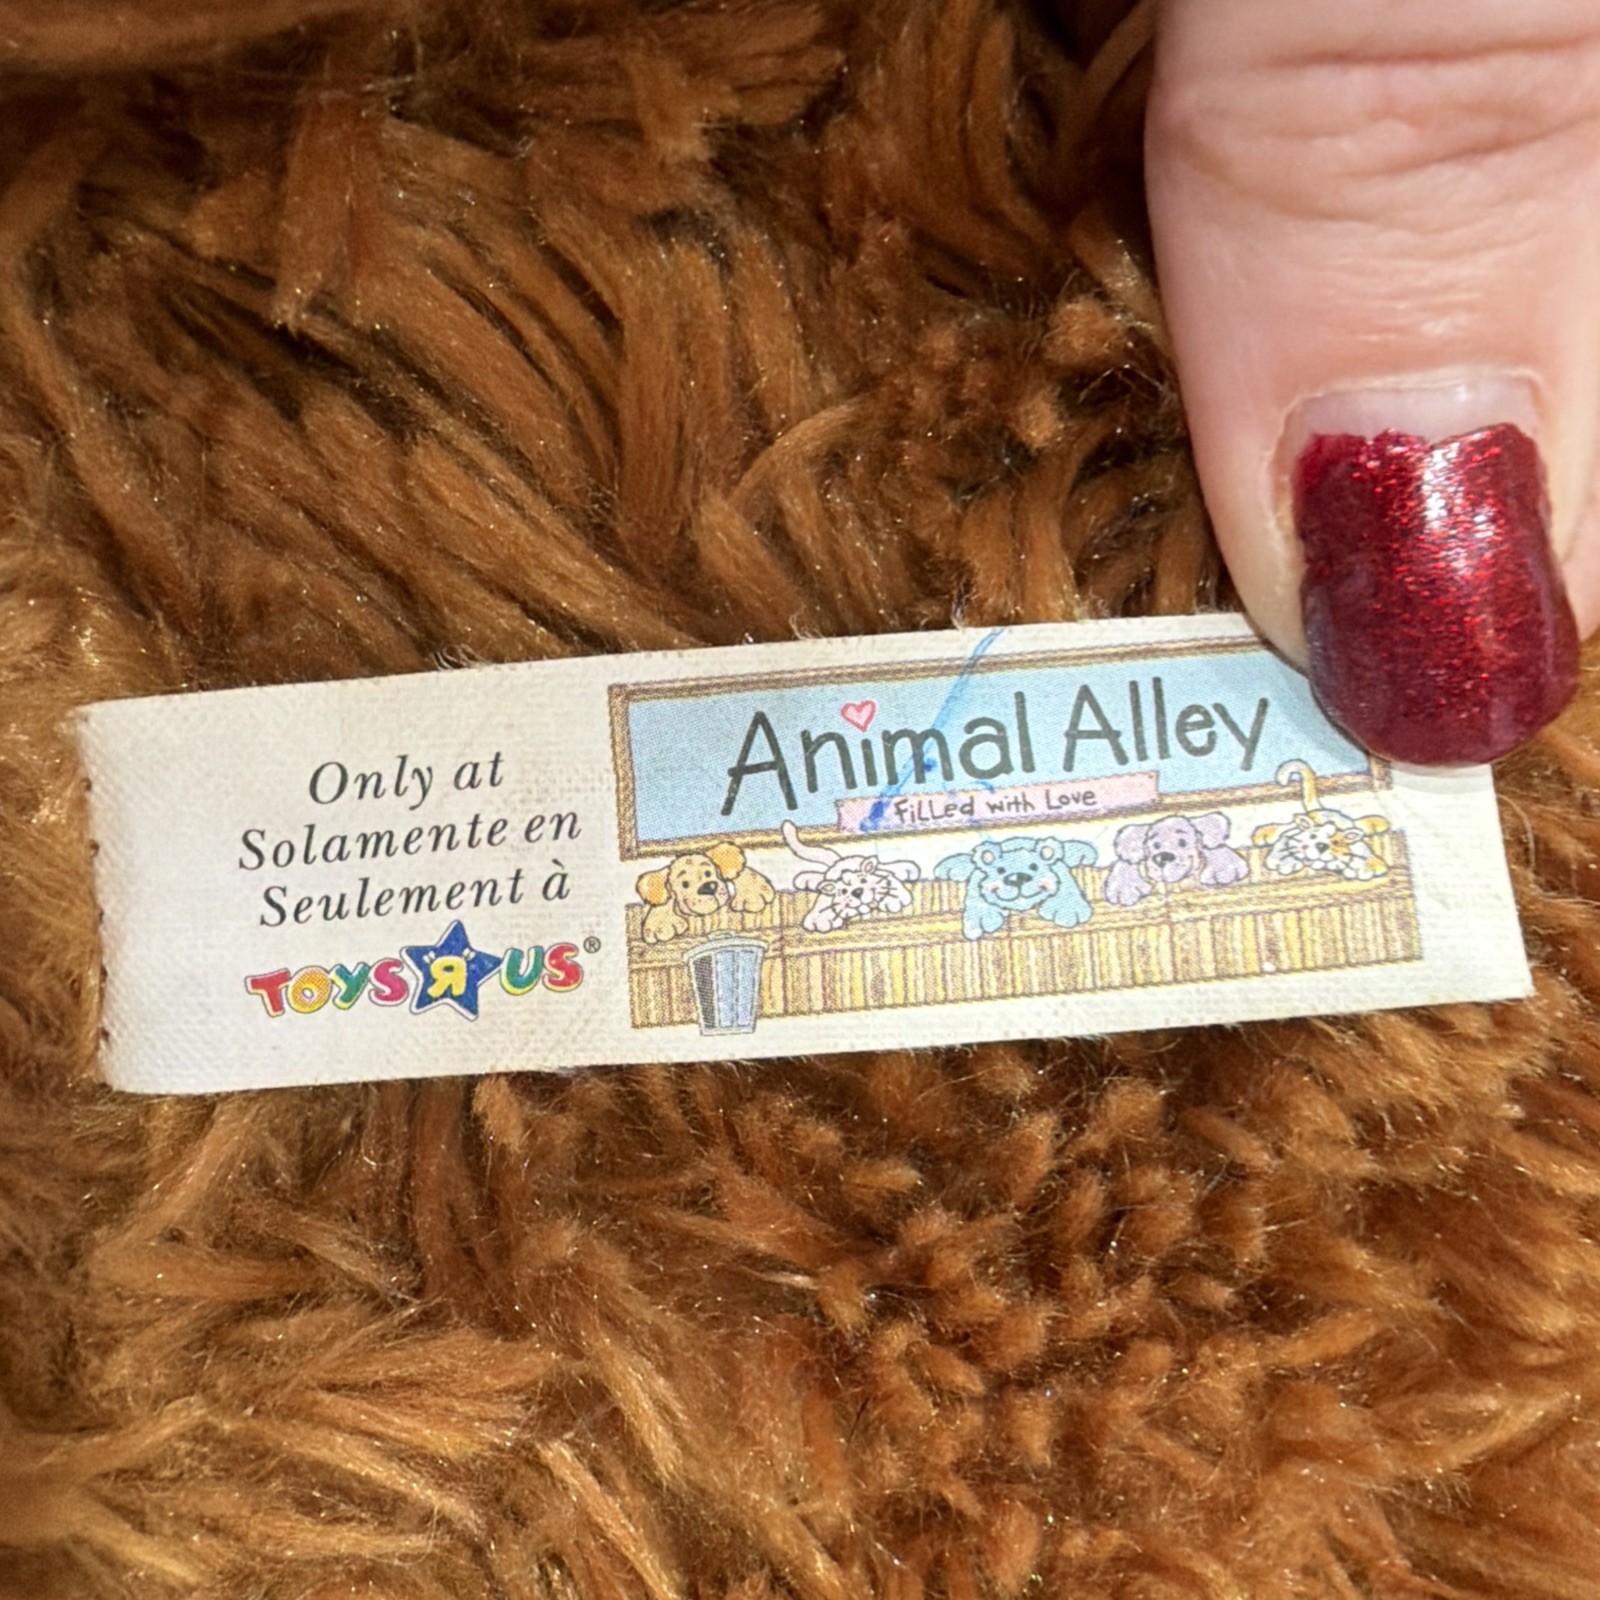 Only at
Solamente en
Seulement à
TOYS"R"US®
Animal Alley
Filled with Love